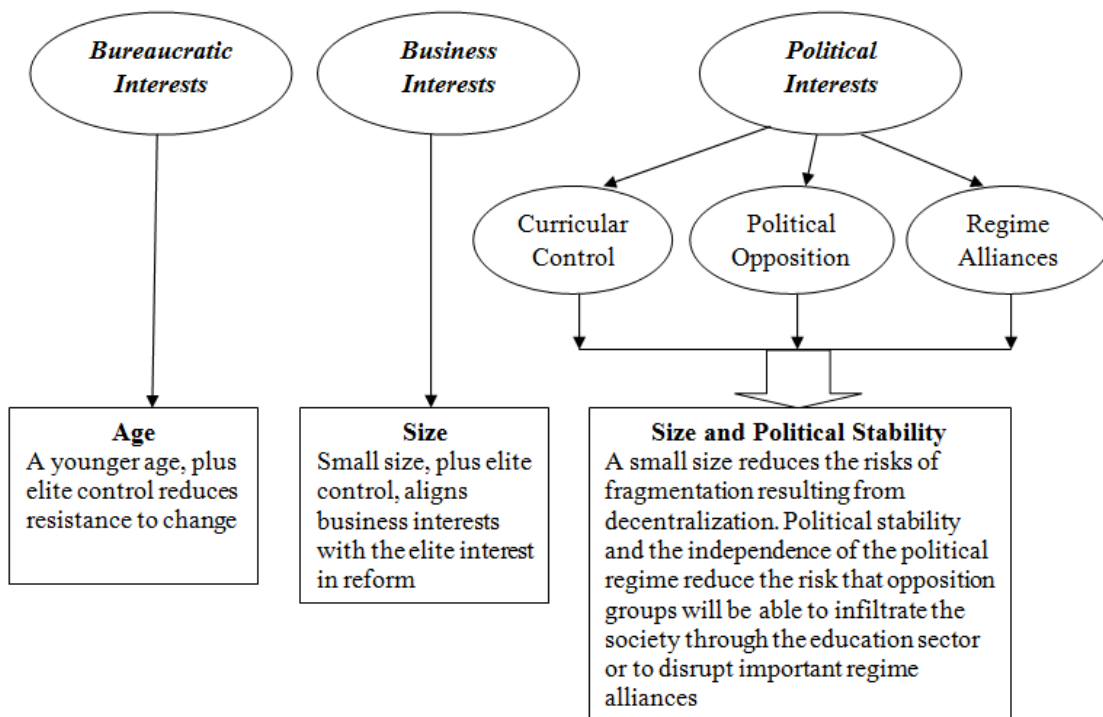 Bureaucratic
Interests
Business
Interests
Political
Interests
Curricular
Control
Political
Opposition
Regime
Alliances
Age
A younger age, plus
elite control reduces
resistance to change
Size
Small size, plus elite
control, aligns
business interests
with the elite interest
in reform
Size and Political Stability
A small size reduces the risks of
fragmentation resulting from
decentralization. Political stability
and the independence of the political
regime reduce the risk that opposition
groups will be able to infiltrate the
society through the education sector
or to disrupt important regime
alliances